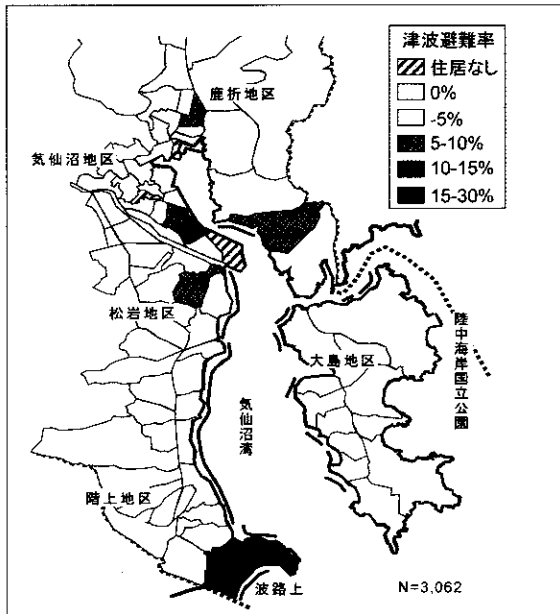 津波避難率
住居なし
0%
-5%
5-10%
10-15%
15-30%
鹿折地区
気仙沼地区
松岩地区
大島地区
陸中海岸国立公園
気仙沼湾
階上地区
波路上
N=3,062